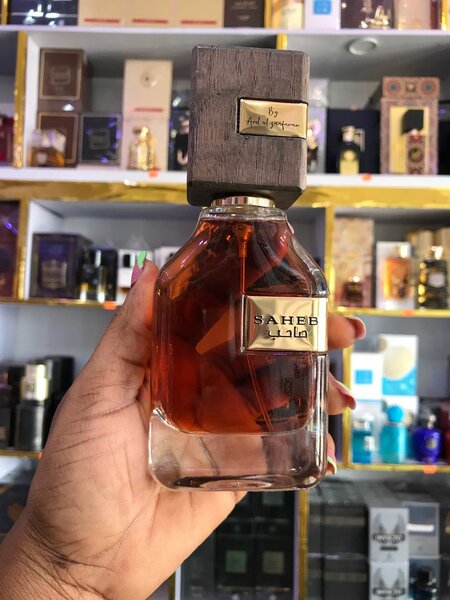 By
Ard al zaafaran
SAHEB
صاحب